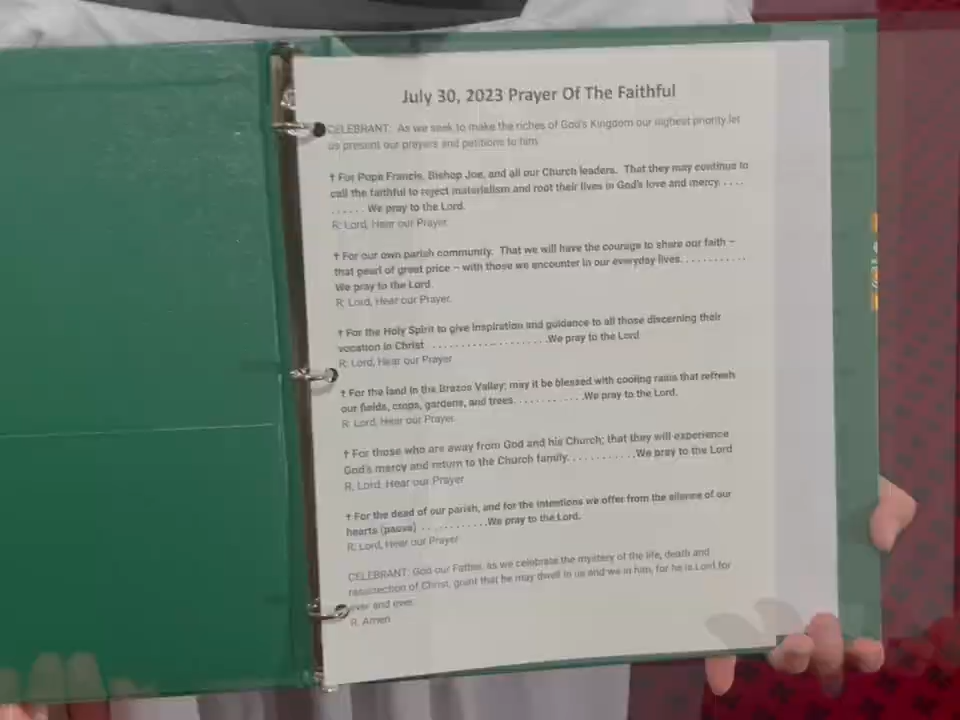 July 30, 2023 Prayer Of The Faithful
CELEBRANT: As we seek to make the riches of God's Kingdom our highest priority let
us present our prayers and petitions to him
† For Pope Francis, Bishop Joe, and all our Church leaders. That they may continue to
call the faithful to reject materialism and root their lives in God's love and mercy. . . .
. . . . . . We pray to the Lord.
R: Lord, Hear our Prayer.
† For our own parish community. That we will have the courage to share our faith –
that pearl of great price – with those we encounter in our everyday lives. . . . . . . . . . .
We pray to the Lord.
R: Lord, Hear our Prayer.
† For the Holy Spirit to give inspiration and guidance to all those discerning their
vocation in Christ . . . . . . . . . . . . . . . . . . . .We pray to the Lord
R: Lord, Hear our Prayer
† For the land in the Brazos Valley; may it be blessed with cooling rains that refresh
our fields, crops, gardens, and trees. . . . . . . . . . . .We pray to the Lord.
R: Lord, Hear our Prayer.
† For those who are away from God and his Church; that they will experience
God's mercy and return to the Church family. . . . . . . . . . . .We pray to the Lord
R. Lord, Hear our Prayer
† For the dead of our parish, and for the intentions we offer from the silence of our
hearts (pause) . . . . . . . . . . .We pray to the Lord.
R: Lord, Hear our Prayer
CELEBRANT: God our Father, as we celebrate the mystery of the life, death and
resurrection of Christ, grant that he may dwell in us and we in him, for he is Lord for
ever and ever.
R. Amen